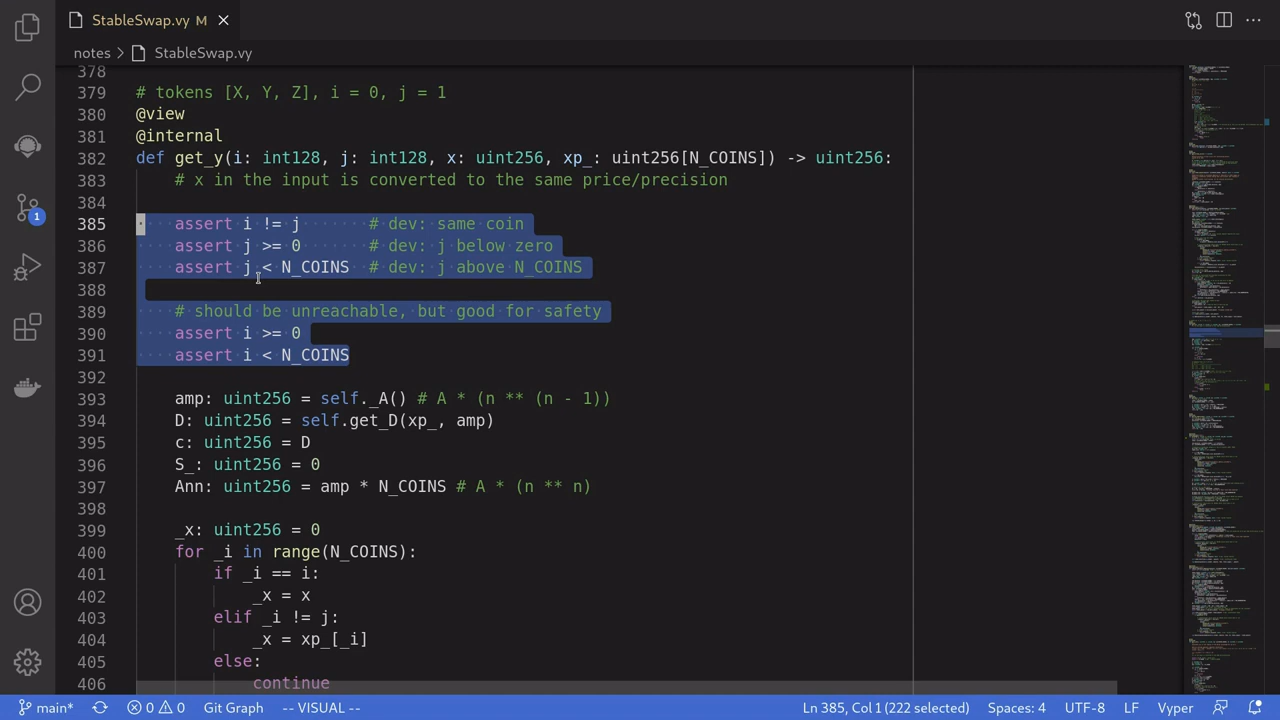 StableSwap.vy M
notes > StableSwap.vy
378
379 # tokens [X, Y, Z], i = 0, j = 1
380 @view
381 @internal
382 def get_y(i: int128, j: int128, x: uint256, xp_: uint256[N_COINS]) -> uint256:
383 # x in the input is converted to the same price/precision
384
385 assert i != j # dev: same coin
386 assert j >= 0 # dev: j below zero
387 assert j < N_COINS # dev: j above N_COINS
388
389 # should be unreachable, but good for safety
390 assert i >= 0
391 assert i < N_COINS
392
393 amp: uint256 = self._A() # A * (n ** (n - 1))
394 D: uint256 = self.get_D(xp_, amp)
395 c: uint256 = D
396 S_: uint256 = 0
397 Ann: uint256 = amp * N_COINS # A * (n ** n)
398
399 _x: uint256 = 0
400 for _i in range(N_COINS):
401 if _i == i:
402 _x = x
403 elif _i != j:
404 _x = xp_[_i]
405 else:
406 continue
1
main* 0 0 Git Graph -- VISUAL -- Ln 385, Col 1 (222 selected) Spaces: 4 UTF-8 LF Vyper